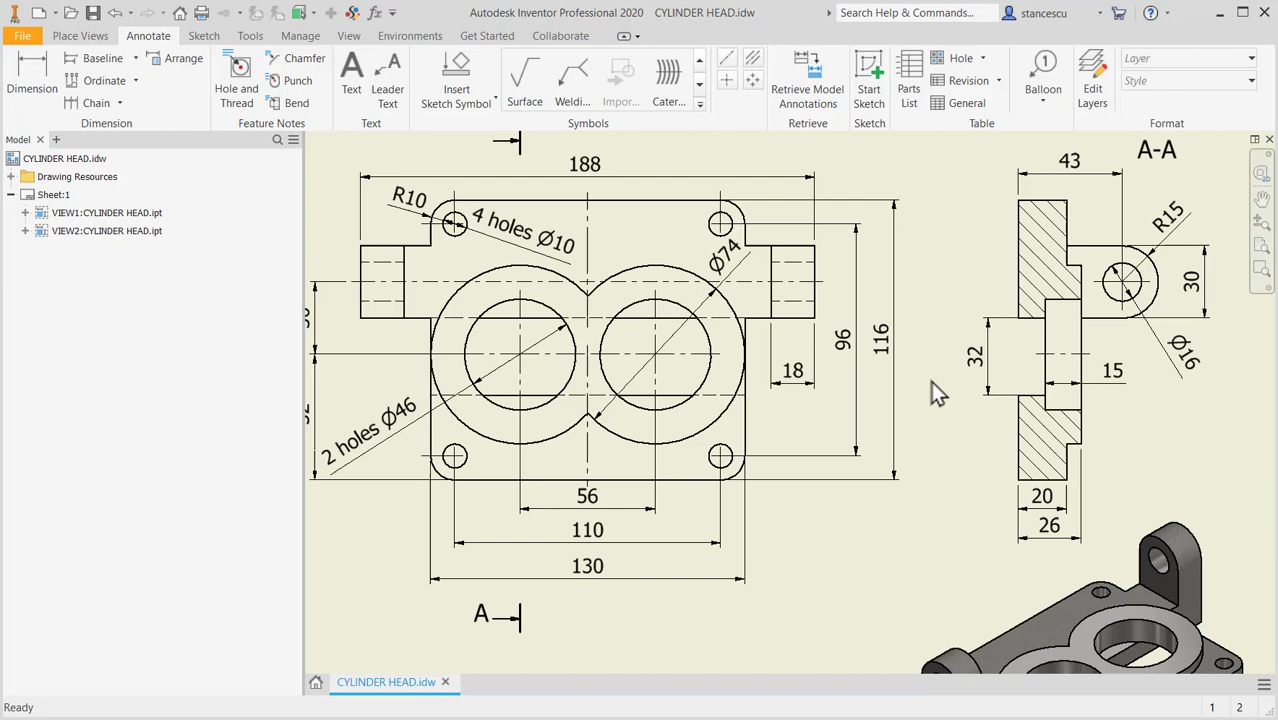 Autodesk Inventor Professional 2020 CYLINDER HEAD.idw
Search Help & Commands...
stancescu
PRO
fx
File Place Views Annotate Sketch Tools Manage View Environments Get Started Collaborate
Dimension
Baseline
Ordinate
Chain
Arrange
Dimension
Hole and
Thread
Chamfer
Punch
Bend
Feature Notes
Text
Leader
Text
Text
Insert
Sketch Symbol
Surface
Weldi...
Impor...
Cater...
Symbols
Retrieve Model
Annotations
Retrieve
Start
Sketch
Sketch
Parts
List
Hole
Revision
General
Table
Balloon
Edit
Layers
Layer
Style
Format
Model
CYLINDER HEAD.idw
Drawing Resources
Sheet:1
VIEW1:CYLINDER HEAD.ipt
VIEW2:CYLINDER HEAD.ipt
188
R10
4 holes Ø10
Ø74
96
116
18
2 holes Ø46
56
110
130
A
A-A
43
R15
30
Ø16
32
15
20
26
CYLINDER HEAD.idw
Ready
1 2